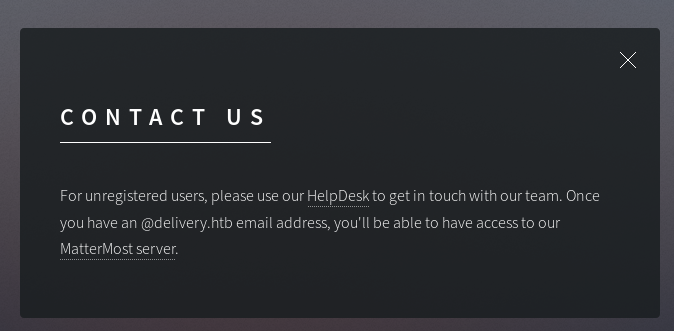 CONTACT US
For unregistered users, please use our HelpDesk to get in touch with our team. Once
you have an @delivery.htb email address, you'll be able to have access to our
MatterMost server.